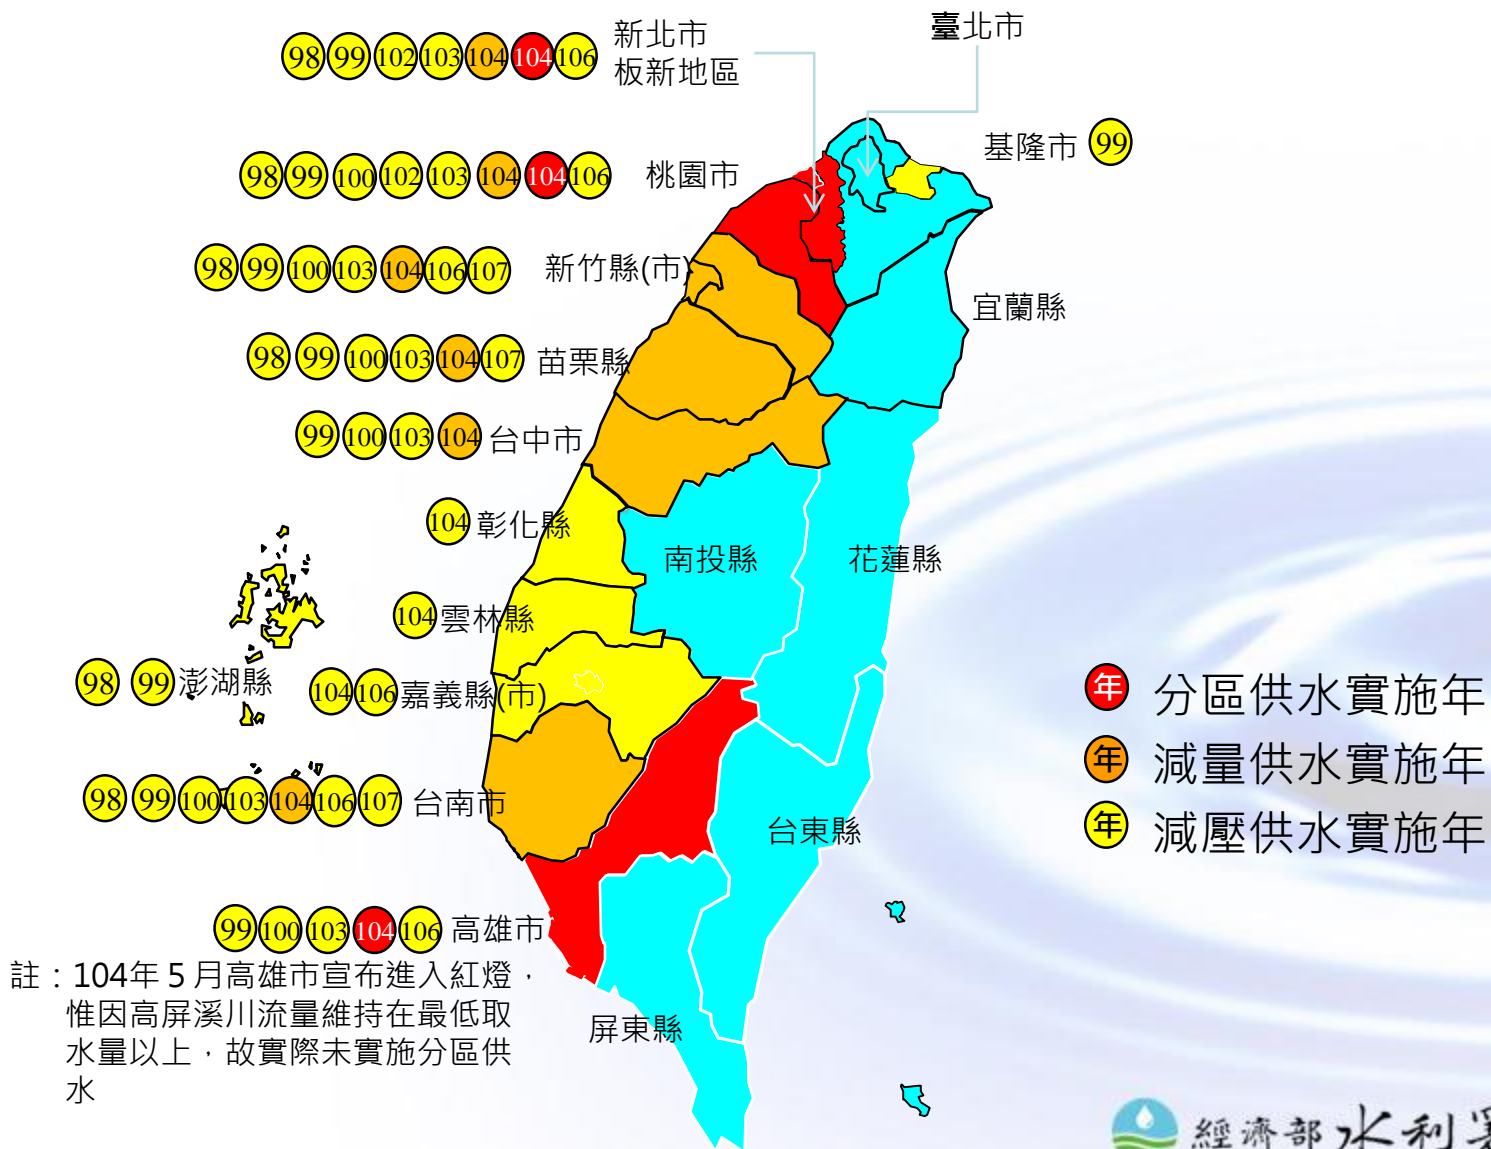 98 99 102 103 104 104 106 新北市
板新地區
臺北市
基隆市 99
98 99 100 102 103 104 104 106 桃園市
98 99 100 103 104 106 107 新竹縣(市)
宜蘭縣
98 99 100 103 104 107 苗栗縣
99 100 103 104 台中市
104 彰化縣
南投縣
花蓮縣
104 雲林縣
98 99 澎湖縣
104 106 嘉義縣(市)
年 分區供水實施年
年 減量供水實施年
年 減壓供水實施年
98 99 100 103 104 106 107 台南市
台東縣
99 100 103 104 106 高雄市
註：104年5月高雄市宣布進入紅燈，
惟因高屏溪川流量維持在最低取
水量以上，故實際未實施分區供
水
屏東縣
經濟部水利署